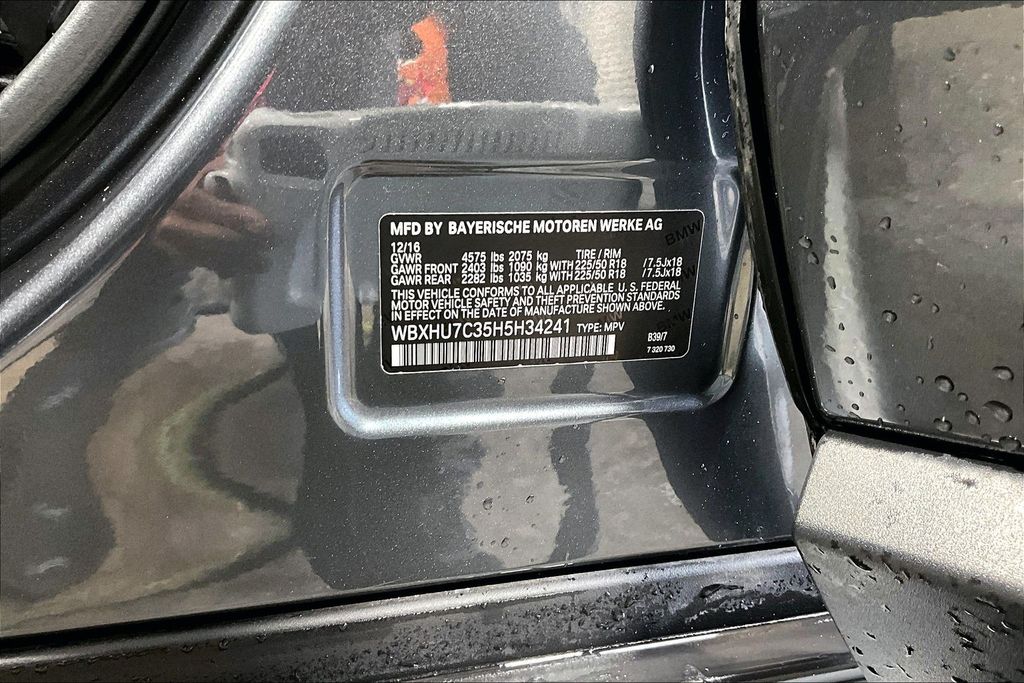 MFD BY BAYERISCHE MOTOREN WERKE AG
12/16
GVWR 4575 lbs 2075 kg TIRE / RIM
GAWR FRONT 2403 lbs 1090 kg WITH 225/50 R18 /7.5Jx18
GAWR REAR 2282 lbs 1035 kg WITH 225/50 R18 /7.5Jx18
THIS VEHICLE CONFORMS TO ALL APPLICABLE U. S. FEDERAL
MOTOR VEHICLE SAFETY AND THEFT PREVENTION STANDARDS
IN EFFECT ON THE DATE OF MANUFACTURE SHOWN ABOVE.
WBXHU7C35H5H34241 TYPE: MPV B39/7
7 320 730
BMW